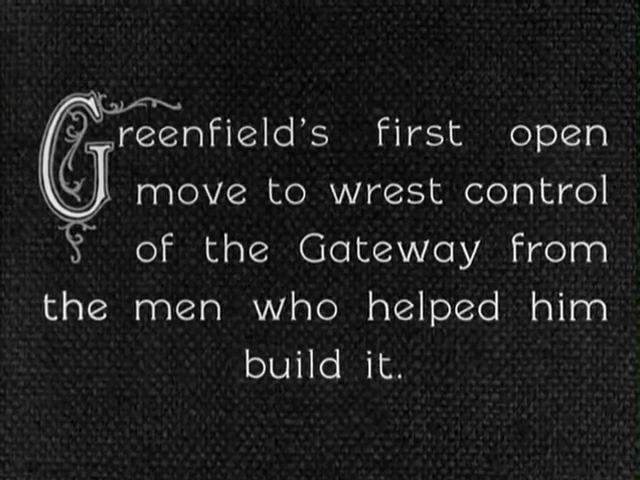 Greenfield's first open
move to wrest control
of the Gateway from
the men who helped him
build it.